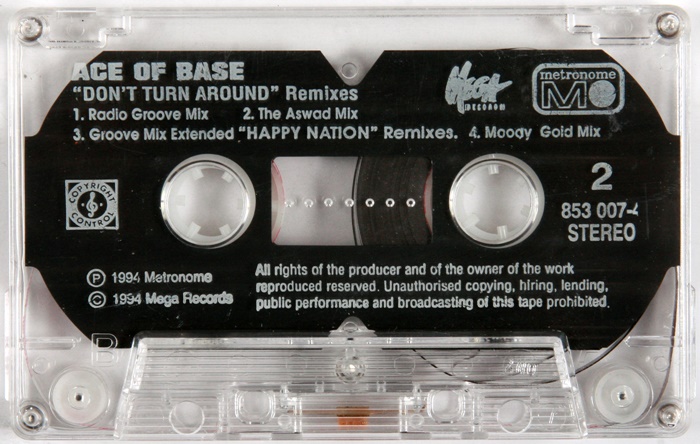 ACE OF BASE
"DON'T TURN AROUND" Remixes
1. Radio Groove Mix 2. The Aswad Mix
3. Groove Mix Extended "HAPPY NATION" Remixes. 4. Moody Gold Mix
MEGA
RECORDS
metronome
M
COPYRIGHT
CONTROL
2
853 007-4
STEREO
Ⓟ 1994 Metronome
© 1994 Mega Records
All rights of the producer and of the owner of the work
reproduced reserved. Unauthorised copying, hiring, lending,
public performance and broadcasting of this tape prohibited.
B